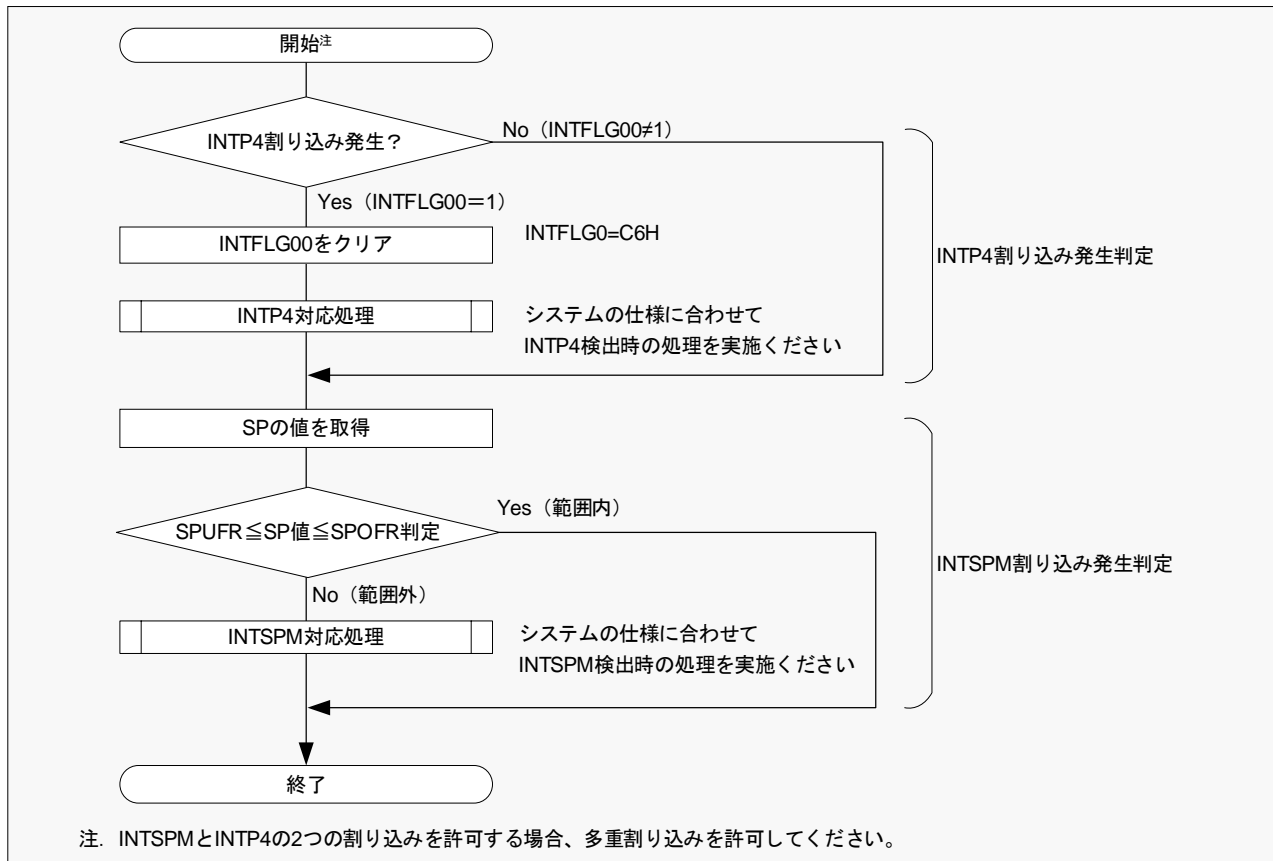 開始注
INTP4割り込み発生?
No（INTFLG00≠1）
Yes（INTFLG00＝1）
INTFLG00をクリア
INTFLG0=C6H
INTP4対応処理
システムの仕様に合わせて
INTP4検出時の処理を実施ください
INTP4割り込み発生判定
SPの値を取得
SPUFR≦SP値≦SPOFR判定
Yes（範囲内）
No（範囲外）
INTSPM対応処理
システムの仕様に合わせて
INTSPM検出時の処理を実施ください
INTSPM割り込み発生判定
終了
注. INTSPMとINTP4の2つの割り込みを許可する場合、多重割り込みを許可してください。